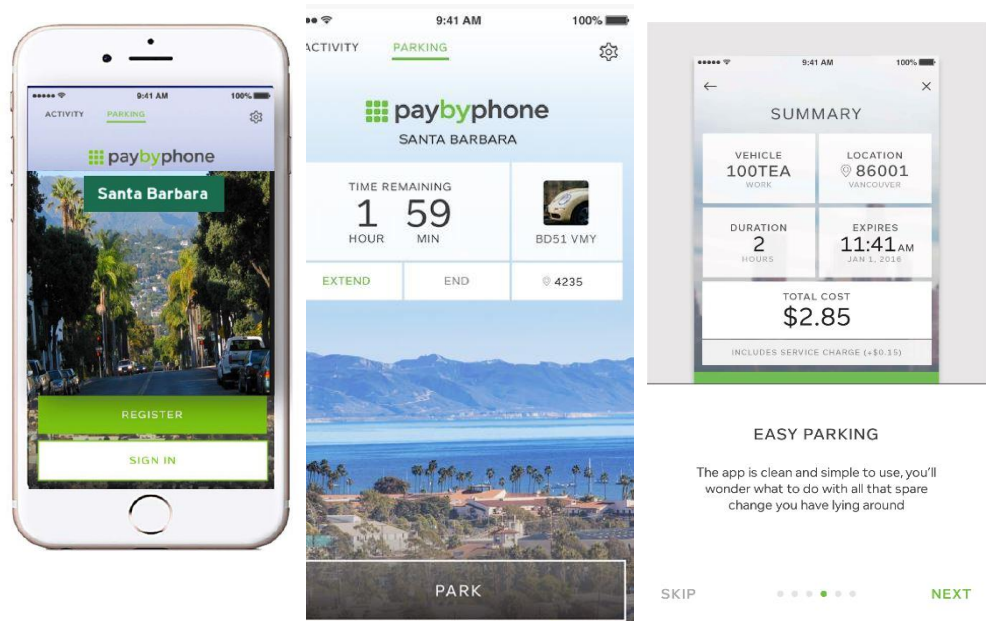 9:41 AM 100%
ACTIVITY PARKING
paybyphone
Santa Barbara
REGISTER
SIGN IN
9:41 AM 100%
ACTIVITY PARKING
paybyphone
SANTA BARBARA
TIME REMAINING
1 59
HOUR MIN
BD51 VMY
EXTEND END 4235
PARK
9:41 AM 100%
SUMMARY
VEHICLE
100TEA
WORK
LOCATION
86001
VANCOUVER
DURATION
2
HOURS
EXPIRES
11:41 AM
JAN 1, 2016
TOTAL COST
$2.85
INCLUDES SERVICE CHARGE (+$0.15)
EASY PARKING
The app is clean and simple to use, you'll
wonder what to do with all that spare
change you have lying around
SKIP NEXT